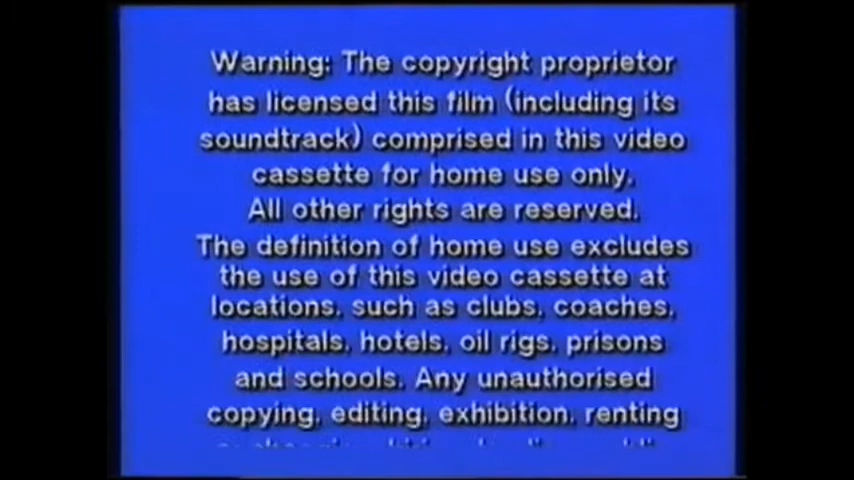 Warning: The copyright proprietor
has licensed this film (including its
soundtrack) comprised in this video
cassette for home use only.
All other rights are reserved.
The definition of home use excludes
the use of this video cassette at
locations, such as clubs, coaches,
hospitals, hotels, oil rigs, prisons
and schools. Any unauthorised
copying, editing, exhibition, renting